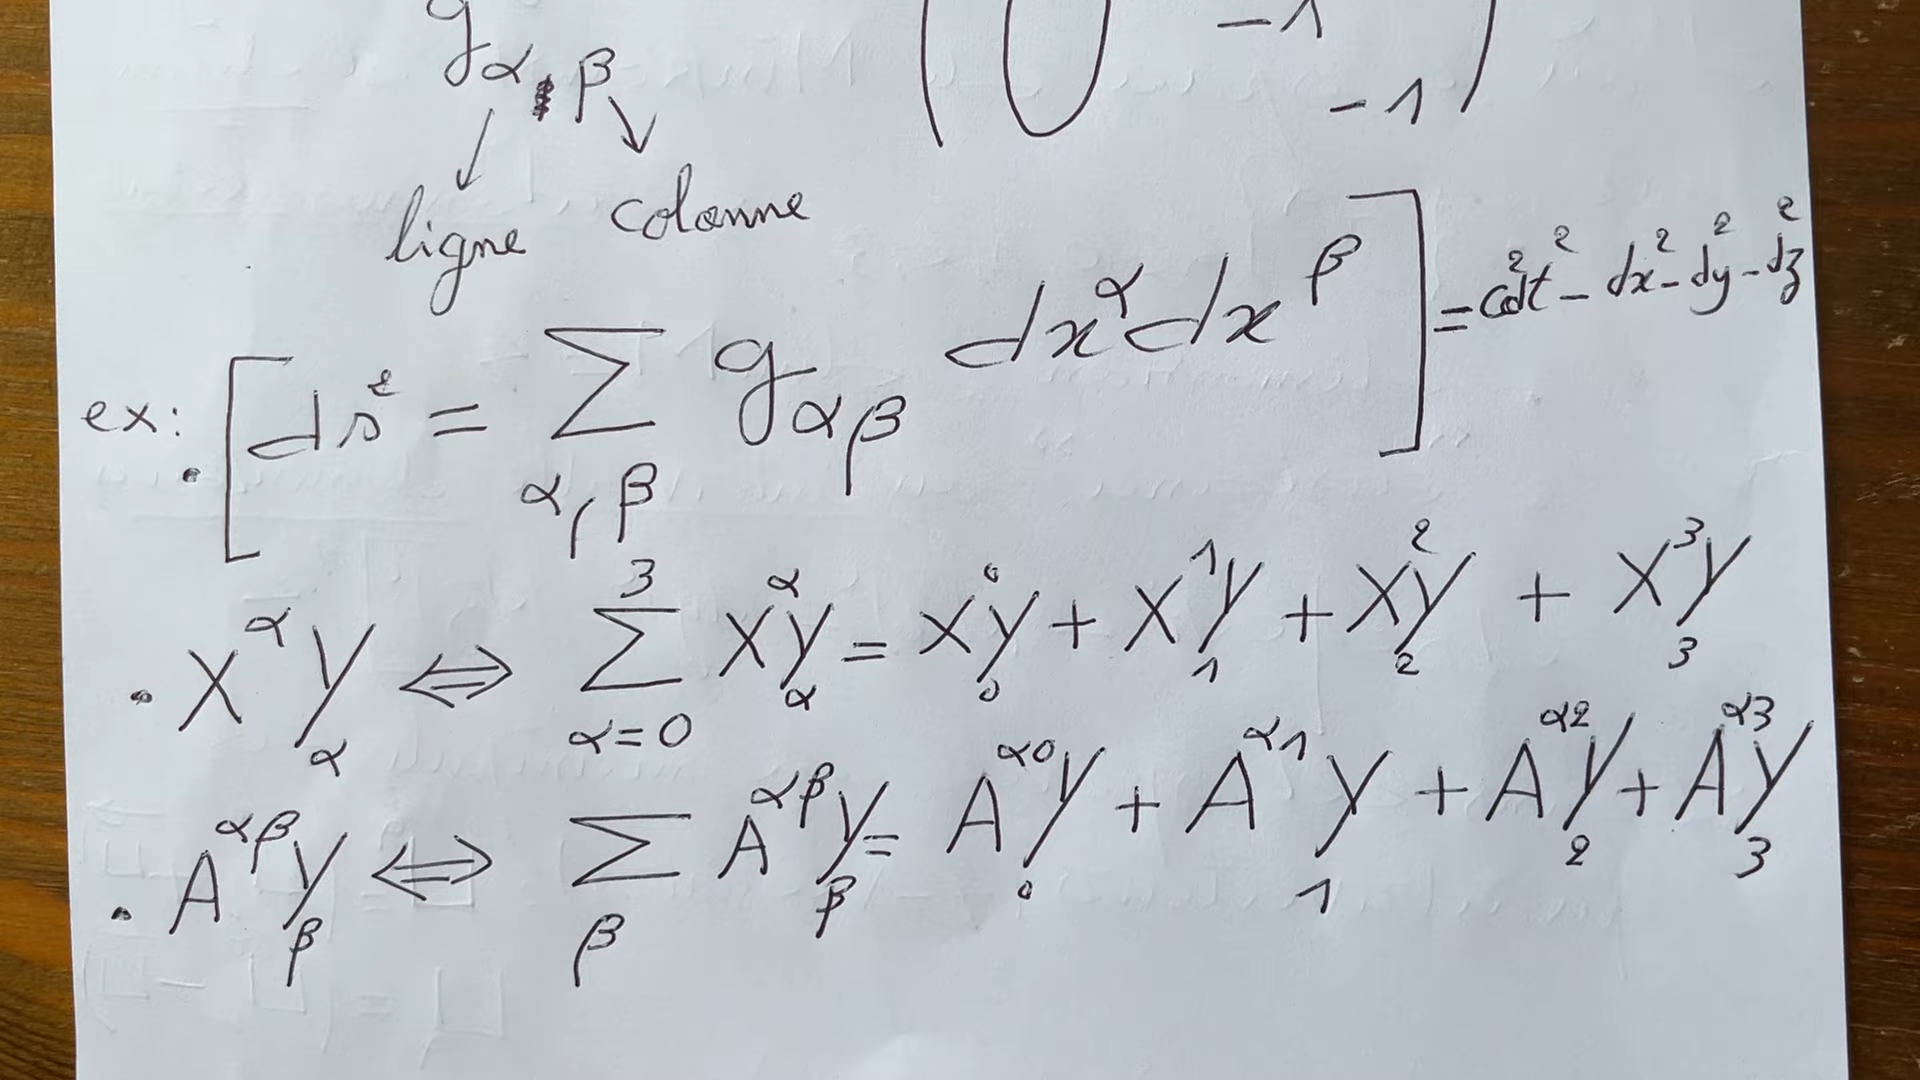 g_{α β} ( 0 -1
-1 )
ligne colonne
ex: • [ds² = Σ_{α,β} g_{αβ} dx^α dx^β] = c²dt² - dx² - dy² - dz²
• X^α Y_α ⇔ Σ_{α=0}^{3} X^α Y_α = X^0 Y_0 + X^1 Y_1 + X^2 Y_2 + X^3 Y_3
• A^{αβ} Y_β ⇔ Σ_β A^{αβ} Y_β = A^{α0} Y_0 + A^{α1} Y_1 + A^{α2} Y_2 + A^{α3} Y_3